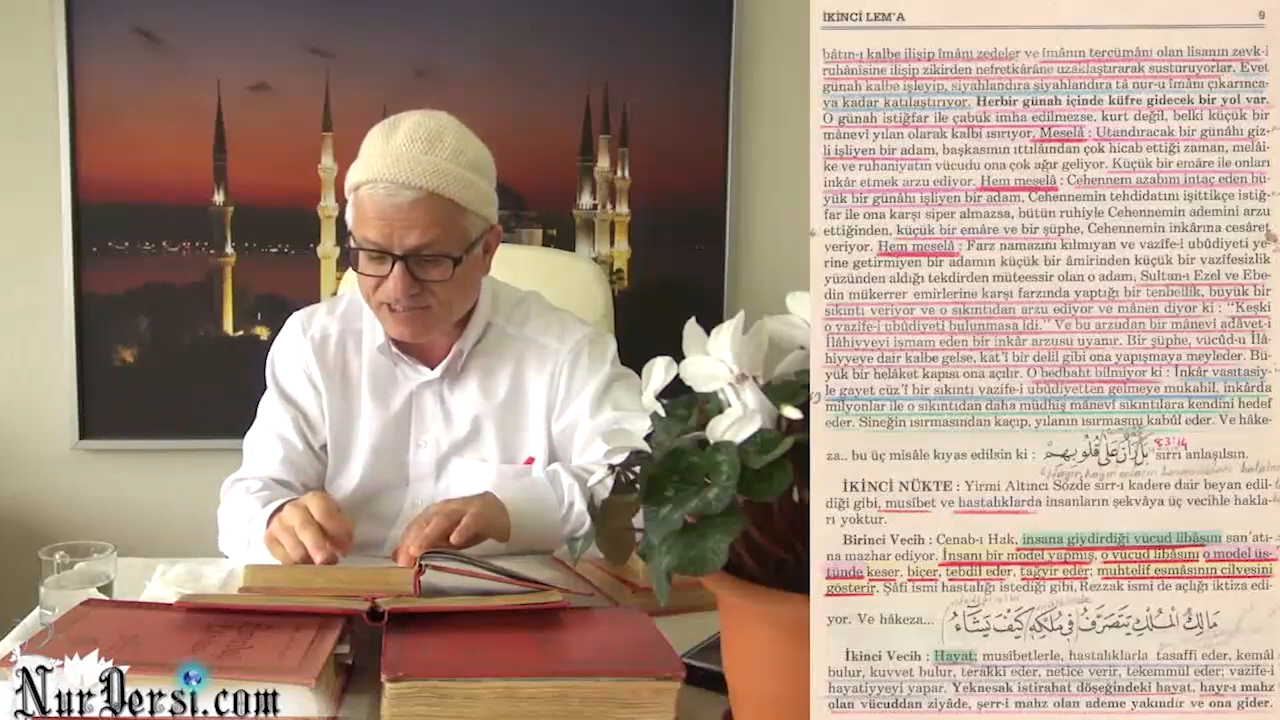 İKİNCİ LEM'A 9
bâtın-ı kalbe ilişip îmânı zedeler ve îmânın tercümânı olan lisanın zevk-i
ruhânîsine ilişip zikirden nefretkârâne uzaklaştırarak susturuyorlar. Evet
günah kalbe işleyip, siyahlandıra siyahlandıra tâ nur-u îmânı çıkarınca-
ya kadar katılaştırıyor. Herbir günah içinde küfre gidecek bir yol var.
O günah istiğfar ile çabuk imha edilmezse, kurt değil, belki küçük bir
mânevî yılan olarak kalbi ısırıyor. Meselâ : Utandıracak bir günahı giz-
li işliyen bir adam, başkasının ıttılâından çok hicab ettiği zaman, melâi-
ke ve ruhaniyatın vücudu ona çok ağır geliyor. Küçük bir emâre ile onları
inkâr etmek arzu ediyor. Hem meselâ : Cehennem azabını intaç eden bü-
yük bir günahı işliyen bir adam, Cehennemin tehdidatını işittikçe istiğ-
far ile ona karşı siper almazsa, bütün ruhiyle Cehennemin ademini arzu
ettiğinden, küçük bir emâre ve bir şüphe, Cehennemin inkârına cesâret
veriyor. Hem meselâ : Farz namazını kılmıyan ve vazife-i ubûdiyeti ye-
rine getirmiyen bir adamın küçük bir âmirinden küçük bir vazifesizlik
yüzünden aldığı tekdirden müteessir olan o adam, Sultan-ı Ezel ve Ebe-
din mükerrer emirlerine karşı farzında yaptığı bir tenbellik, büyük bir
sıkıntı veriyor ve o sıkıntıdan arzu ediyor ve mânen diyor ki : "Keşki
o vazife-i ubûdiyeti bulunmasa idi." Ve bu arzudan bir mânevî adâvet-i
İlâhiyyeyi işmam eden bir inkâr arzusu uyanır. Bir şüphe, vücûd-u İlâ-
hiyyeye dair kalbe gelse, kat'î bir delil gibi ona yapışmaya meyleder. Bü-
yük bir helâket kapısı ona açılır. O bedbaht bilmiyor ki : İnkâr vasıtasiy-
le gayet cüz'î bir sıkıntı vazife-i ubûdiyetten gelmeye mukabil, inkârda
milyonlar ile o sıkıntıdan daha müdhiş mânevî sıkıntılara kendini hedef
eder. Sineğin ısırmasından kaçıp, yılanın ısırmasını kabûl eder. Ve hâke-
za.. bu üç misâle kıyas edilsin ki : بَلْ رَانَ عَلَى قُلُوبِهِمْ 83:14 sırrı anlaşılsın.
İKİNCİ NÜKTE : Yirmi Altıncı Sözde sırr-ı kadere dair beyan edil-
diği gibi, musîbet ve hastalıklarda insanların şekvâya üç vecihle hakla-
rı yoktur.
Birinci Vecih : Cenab-ı Hak, insana giydirdiği vücud libâsını san'atı-
na mazhar ediyor. İnsanı bir model yapmış, o vücud libâsını o model üs-
tünde keser, biçer, tebdil eder, tağyir eder; muhtelif esmâsının cilvesini
gösterir. Şâfi ismi hastalığı istediği gibi, Rezzak ismi de açlığı iktiza edi-
yor. Ve hâkeza... مَالِكُ الْمُلْكِ يَتَصَرَّفُ فِى مُلْكِهِ كَيْفَ يَشَاءُ
İkinci Vecih : Hayat; musîbetlerle, hastalıklarla tasaffi eder, kemâl
bulur, kuvvet bulur, terakki eder, netice verir, tekemmül eder; vazife-i
hayatiyyeyi yapar. Yeknesak istirahat döşeğindeki hayat, hayr-ı mahz
olan vücuddan ziyâde, şerr-i mahz olan ademe yakındır ve ona gider.
NurDersi.com